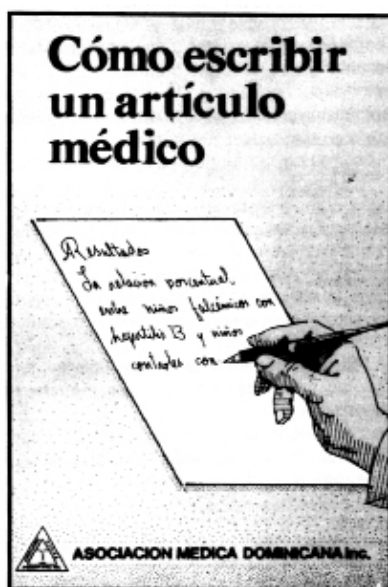 Cómo escribir
un artículo
médico
Resultados
La relación porcentual
entre niños falcémicos con
hepatitis B y niños
controles con
ASOCIACION MEDICA DOMINICANA Inc.